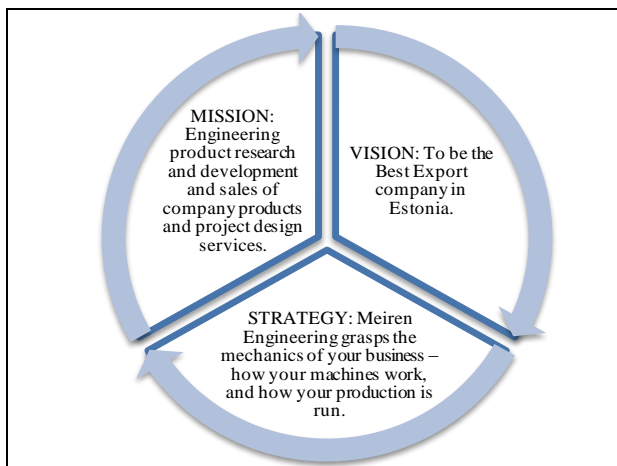 MISSION:
Engineering
product research
and development
and sales of
company products
and project design
services.
VISION: To be the
Best Export
company in
Estonia.
STRATEGY: Meiren
Engineering grasps the
mechanics of your business –
how your machines work,
and how your production is
run.